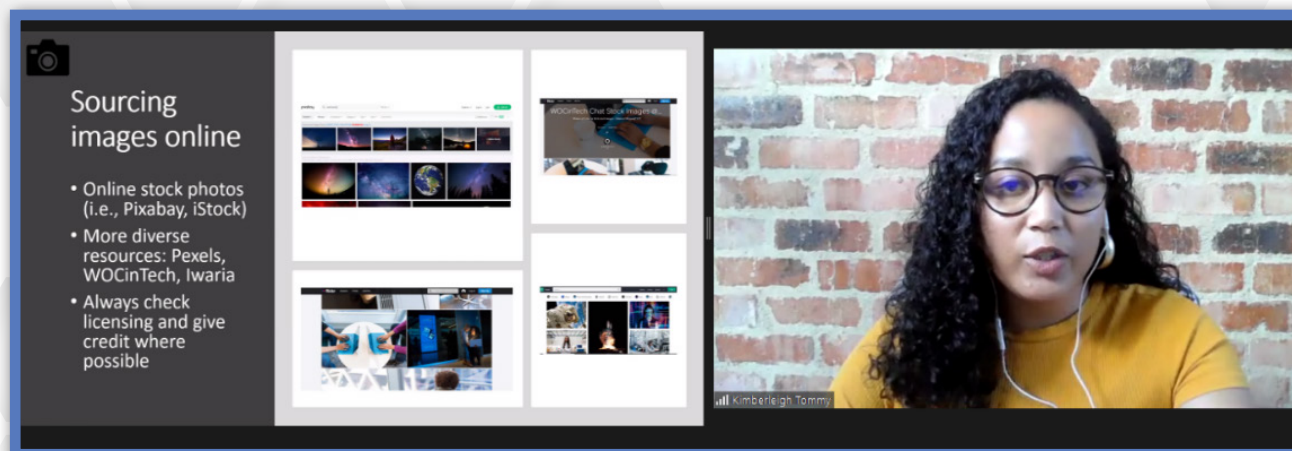 Sourcing
images online
• Online stock photos
(i.e., Pixabay, iStock)
• More diverse
resources: Pexels,
WOCinTech, Iwaria
• Always check
licensing and give
credit where
possible
pixabay
WOCinTech Chat Stock Images
Kimberleigh Tommy